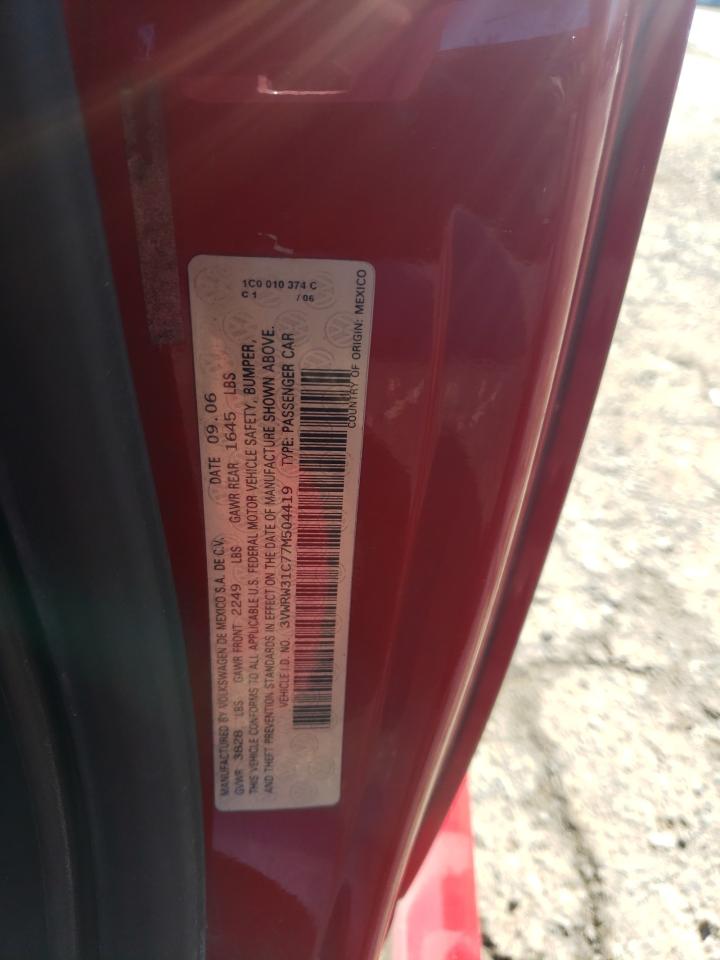 1C0 010 374 C
C 1 / 06
MANUFACTURED BY VOLKSWAGEN DE MEXICO S.A. DE C.V. DATE 09.06
GVWR 3828 LBS GAWR FRONT 2249 LBS GAWR REAR 1645 LBS
THIS VEHICLE CONFORMS TO ALL APPLICABLE U.S. FEDERAL MOTOR VEHICLE SAFETY, BUMPER,
AND THEFT PREVENTION STANDARDS IN EFFECT ON THE DATE OF MANUFACTURE SHOWN ABOVE.
VEHICLE I.D. NO. 3VWRW31C77M504419 TYPE: PASSENGER CAR
COUNTRY OF ORIGIN: MEXICO